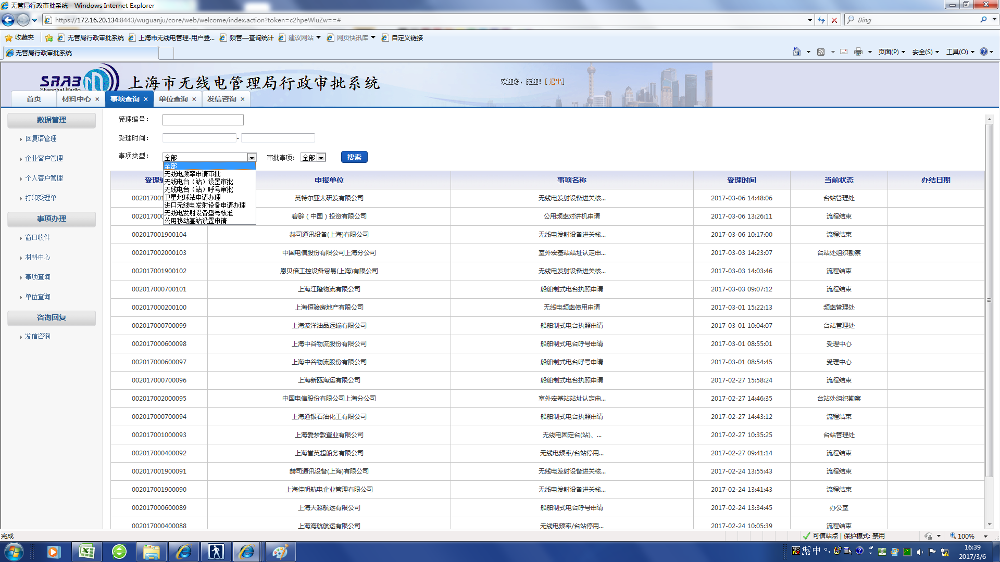 无管局行政审批系统 - Windows Internet Explorer
https://172.16.20.134:8443/wuguanju/core/web/welcome/index.action?token=c2hpeWluZw==#
Bing
收藏夹 无管局行政审批系统 上海市无线电管理-用户登... 频管—查询统计 建议网站 网页快讯库 自定义链接
无管局行政审批系统
页面(P) 安全(S) 工具(O)
SRRB
Shanghai Radio
上海市无线电管理局行政审批系统
欢迎您，施迎! [ 退出]
首页 材料中心 × 事项查询 × 单位查询 × 发信咨询 ×
数据管理
回复语管理
企业客户管理
个人客户管理
打印受理单
事项办理
窗口收件
材料中心
事项查询
单位查询
咨询回复
发信咨询
受理编号：
受理时间： -
事项类型： 全部 审批事项： 全部 搜索
全部
无线电频率申请审批
无线电台（站）设置审批
无线电台（站）呼号审批
卫星地球站申请办理
进口无线电发射设备申请办理
无线电发射设备型号核准
公用移动基站设置申请
受理 申报单位 事项名称 受理时间 当前状态 办结日期
002017001 英特尔亚太研发有限公司 无线电发射设备进关核... 2017-03-06 14:48:06 台站管理处
002017000 碧辟（中国）投资有限公司 公用频率对讲机申请 2017-03-06 13:26:11 流程结束
002017001900104 赫司通讯设备(上海)有限公司 无线电发射设备进关核... 2017-03-06 10:17:00 流程结束
002017002000103 中国电信股份有限公司上海分公司 室外宏基站站址认定申... 2017-03-03 14:23:07 台站处组织勘察
002017001900102 恩贝倍工控设备贸易(上海)有限公司 无线电发射设备进关核... 2017-03-03 14:03:46 流程结束
002017000700101 上海江隆物流有限公司 船舶制式电台执照申请 2017-03-03 09:07:12 流程结束
002017000200100 上海恒骏房地产有限公司 无线电频率使用申请 2017-03-01 15:22:13 频率管理处
002017000700099 上海波洋油品运输有限公司 船舶制式电台执照申请 2017-03-01 10:04:07 台站管理处
002017000600098 上海中谷物流股份有限公司 船舶制式电台呼号申请 2017-03-01 08:55:01 受理中心
002017000600097 上海中谷物流股份有限公司 船舶制式电台呼号申请 2017-03-01 08:54:45 受理中心
002017000700096 上海新瓯海运有限公司 船舶制式电台执照申请 2017-02-27 15:58:24 流程结束
002017002000095 中国电信股份有限公司上海分公司 室外宏基站站址认定申... 2017-02-27 14:46:35 台站处组织勘察
002017000700094 上海通银石油化工有限公司 船舶制式电台执照申请 2017-02-27 14:43:12 流程结束
002017001000093 上海爱梦敦置业有限公司 无线电固定台(站)、... 2017-02-27 10:35:25 台站管理处
002017000400092 上海誉英超船务有限公司 无线电频率/台站停用... 2017-02-27 09:41:14 流程结束
002017001900091 赫司通讯设备(上海)有限公司 无线电发射设备进关核... 2017-02-24 13:55:43 流程结束
002017001900090 上海佳明航电企业管理有限公司 无线电发射设备进关核... 2017-02-24 13:41:43 流程结束
002017000600089 上海天淼航运有限公司 船舶制式电台呼号申请 2017-02-24 13:34:45 办公室
002017000400088 上海海航航运有限公司 无线电频率/台站停用... 2017-02-24 10:05:39 流程结束
完成 可信站点 | 保护模式: 禁用 100%
中
16:39
2017/3/6